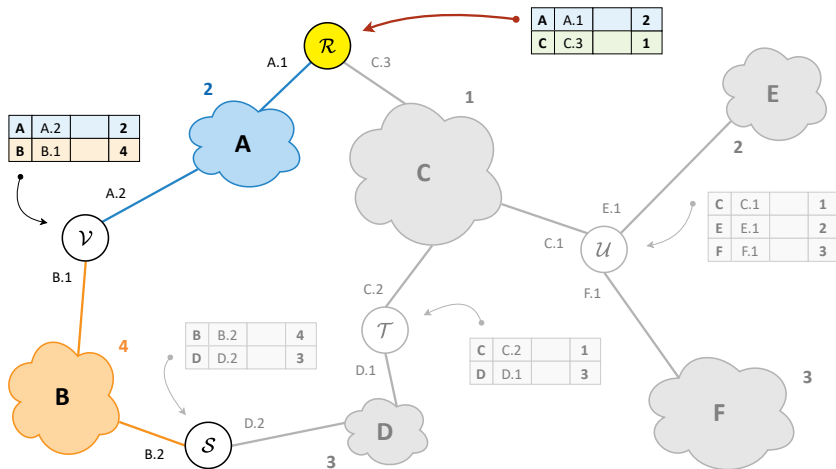 A A.1 2
C C.3 1
ℛ
A.1
C.3
2
A
1
C
E
2
A A.2 2
B B.1 4
A.2
𝒱
B.1
C C.1 1
E E.1 2
F F.1 3
E.1
C.1
𝒰
F.1
C.2
𝒯
D.1
B B.2 4
D D.2 3
C C.2 1
D D.1 3
4
B
B.2
𝒮
D.2
D
3
F
3